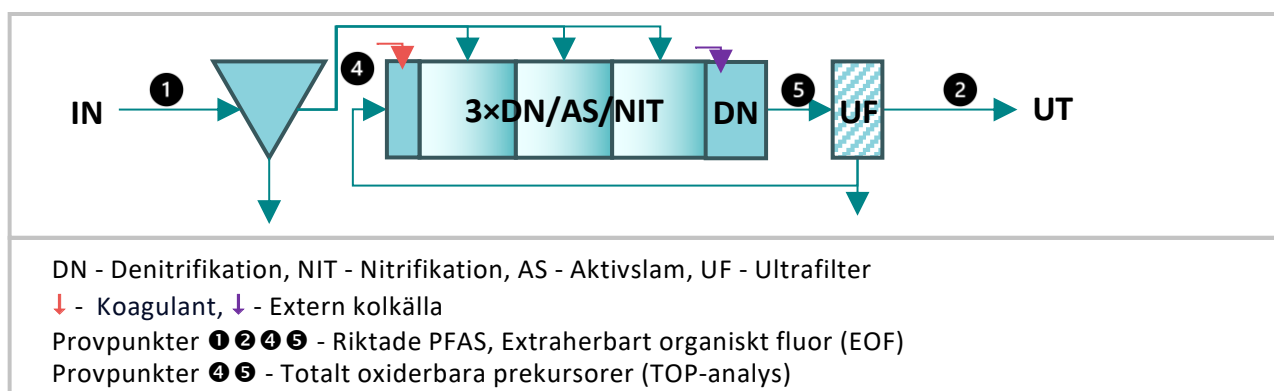 IN ❶ ❹ 3×DN/AS/NIT DN ❺ UF ❷ UT
DN - Denitrifikation, NIT - Nitrifikation, AS - Aktivslam, UF - Ultrafilter
↓ - Koagulant, ↓ - Extern kolkälla
Provpunkter ❶❷❹❺ - Riktade PFAS, Extraherbart organiskt fluor (EOF)
Provpunkter ❹❺ - Totalt oxiderbara prekursorer (TOP-analys)